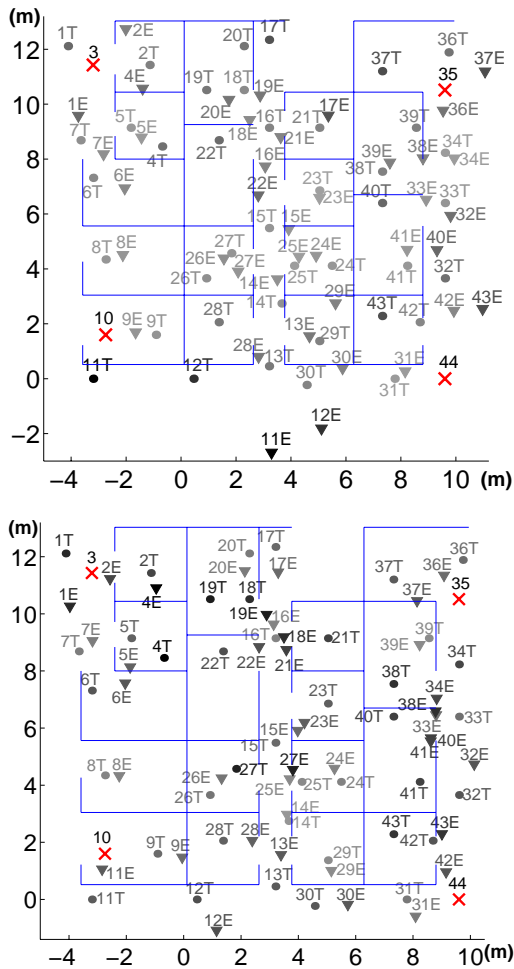 (m)
2E 17T 36T
1T 3 2T 20T 37T 37E
12
4E 19T 18T 19E 35
10
1E 5T 20E 16T 21T 17E 39T 36E
7T 5E 18E 21E 34T
8
7E 4T 22T 16E 39E 38E 34E
6T 6E 22E 23T 38T 40T 33E 33T
6
23E 32E
15T 15E
8T 8E 26E 27T 27E 25E 24E 41E 40E
4
26T 14E 25T 24T 41T 32T
28T 14T 29E 43T 42T 42E 43E
2
10 9E 9T 28E 13E 29T
11T 12T 13T 30T 30E 31E 44
0
31T
12E
−2
11E
−4 −2 0 2 4 6 8 10 (m)
(m)
1T 3 2T 20T 17T 37T 36T
12
2E 20E 17E 36E
1E 4E 19T 18T 37E 35
10
19E
7T 7E 5T 16T 16E 18E 21T 39T
5E 4T 22T 22E 21E 39E 34T
8
6T 6E 23T 38T 34E
40T 38E 33T
6
15T 15E 23E 33E
41E 40E
8T 8E 26E 27T 27E 24E 32E
4
26T 25E 25T 24T 41T 32T
14E
28T 14T 43T 43E
2
10 9T 9E 28E 13E 29T 42T
11E 29E 42E
11T 12T 13T 31T 44
0
12E 30T 30E 31E
−4 −2 0 2 4 6 8 10 (m)